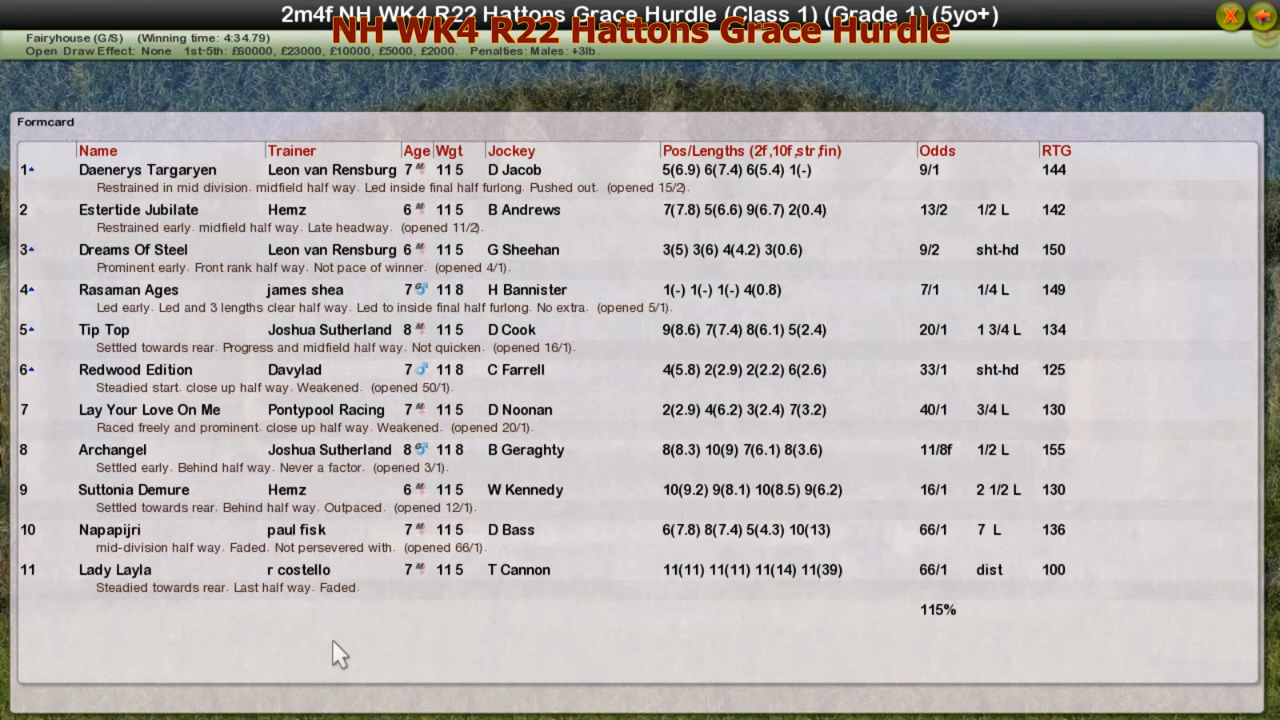 2m4f NH WK4 R22 Hattons Grace Hurdle (Class 1) (Grade 1) (5yo+)
NH WK4 R22 Hattons Grace Hurdle
Fairyhouse (G/S) (Winning time: 4:34.79)
Open Draw Effect: None 1st-5th: £60000, £23000, £10000, £5000, £2000. Penalties: Males: +3lb.
Formcard
Name Trainer Age Wgt Jockey Pos/Lengths (2f,10f,str,fin) Odds RTG
1 Daenerys Targaryen Leon van Rensburg 7 11 5 D Jacob 5(6.9) 6(7.4) 6(5.4) 1(-) 9/1 144
Restrained in mid division. midfield half way. Led inside final half furlong. Pushed out. (opened 15/2).
2 Estertide Jubilate Hemz 6 11 5 B Andrews 7(7.8) 5(6.6) 9(6.7) 2(0.4) 13/2 1/2 L 142
Restrained early. midfield half way. Late headway. (opened 11/2).
3 Dreams Of Steel Leon van Rensburg 6 11 5 G Sheehan 3(5) 3(6) 4(4.2) 3(0.6) 9/2 sht-hd 150
Prominent early. Front rank half way. Not pace of winner. (opened 4/1).
4 Rasaman Ages james shea 7 11 8 H Bannister 1(-) 1(-) 1(-) 4(0.8) 7/1 1/4 L 149
Led early. Led and 3 lengths clear half way. Led to inside final half furlong. No extra. (opened 5/1).
5 Tip Top Joshua Sutherland 8 11 5 D Cook 9(8.6) 7(7.4) 8(6.1) 5(2.4) 20/1 1 3/4 L 134
Settled towards rear. Progress and midfield half way. Not quicken. (opened 16/1).
6 Redwood Edition Davylad 7 11 8 C Farrell 4(5.8) 2(2.9) 2(2.2) 6(2.6) 33/1 sht-hd 125
Steadied start. close up half way. Weakened. (opened 50/1).
7 Lay Your Love On Me Pontypool Racing 7 11 5 D Noonan 2(2.9) 4(6.2) 3(2.4) 7(3.2) 40/1 3/4 L 130
Raced freely and prominent. close up half way. Weakened. (opened 20/1).
8 Archangel Joshua Sutherland 8 11 8 B Geraghty 8(8.3) 10(9) 7(6.1) 8(3.6) 11/8f 1/2 L 155
Settled early. Behind half way. Never a factor. (opened 3/1).
9 Suttonia Demure Hemz 6 11 5 W Kennedy 10(9.2) 9(8.1) 10(8.5) 9(6.2) 16/1 2 1/2 L 130
Settled towards rear. Behind half way. Outpaced. (opened 12/1).
10 Napapijri paul fisk 7 11 5 D Bass 6(7.8) 8(7.4) 5(4.3) 10(13) 66/1 7 L 136
mid-division half way. Faded. Not persevered with. (opened 66/1).
11 Lady Layla r costello 7 11 5 T Cannon 11(11) 11(11) 11(14) 11(39) 66/1 dist 100
Steadied towards rear. Last half way. Faded.
115%